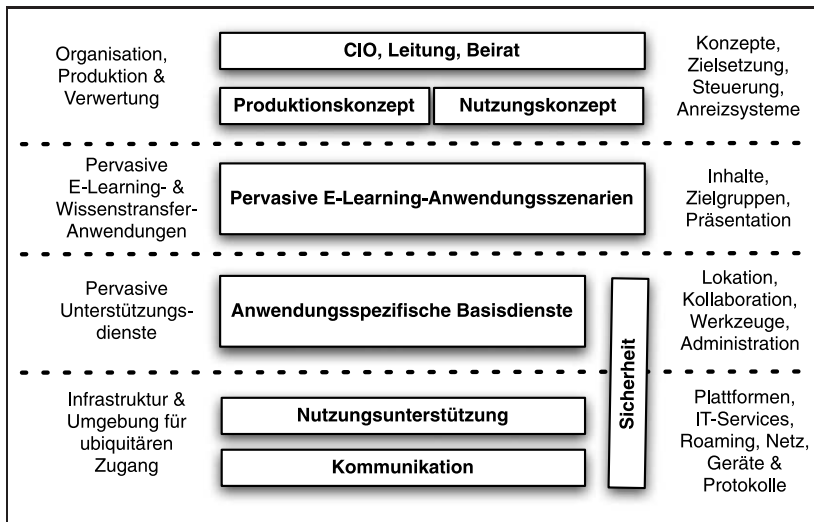 Organisation,
Produktion &
Verwertung
CIO, Leitung, Beirat
Produktionskonzept
Nutzungskonzept
Konzepte,
Zielsetzung,
Steuerung,
Anreizsysteme
Pervasive
E-Learning- &
Wissenstransfer-
Anwendungen
Pervasive E-Learning-Anwendungsszenarien
Inhalte,
Zielgruppen,
Präsentation
Pervasive
Unterstützungs-
dienste
Anwendungsspezifische Basisdienste
Sicherheit
Lokation,
Kollaboration,
Werkzeuge,
Administration
Infrastruktur &
Umgebung für
ubiquitären
Zugang
Nutzungsunterstützung
Kommunikation
Plattformen,
IT-Services,
Roaming, Netz,
Geräte &
Protokolle